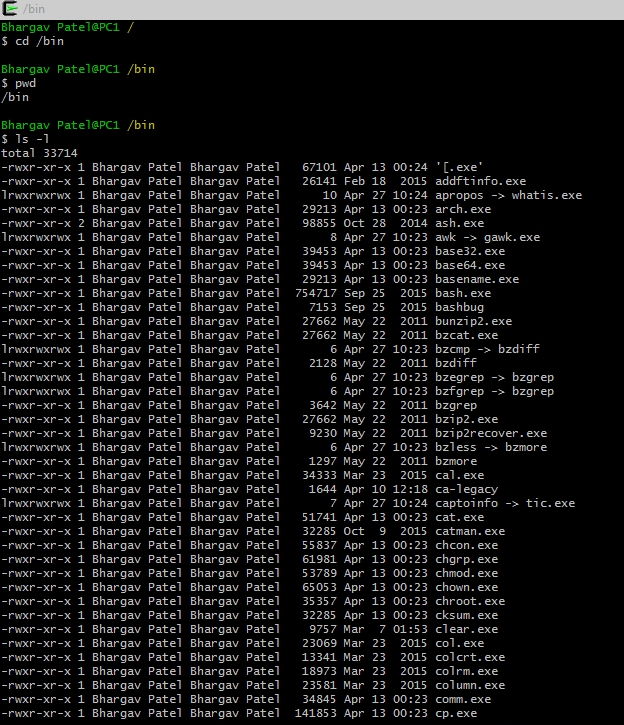 /bin
Bhargav Patel@PC1 /
$ cd /bin
Bhargav Patel@PC1 /bin
$ pwd
/bin
Bhargav Patel@PC1 /bin
$ ls -l
total 33714
-rwxr-xr-x 1 Bhargav Patel Bhargav Patel   67101 Apr 13 00:24 '[.exe'
-rwxr-xr-x 1 Bhargav Patel Bhargav Patel   26141 Feb 18  2015 addftinfo.exe
lrwxrwxrwx 1 Bhargav Patel Bhargav Patel      10 Apr 27 10:24 apropos -> whatis.exe
-rwxr-xr-x 1 Bhargav Patel Bhargav Patel   29213 Apr 13 00:23 arch.exe
-rwxr-xr-x 2 Bhargav Patel Bhargav Patel   98855 Oct 28  2014 ash.exe
lrwxrwxrwx 1 Bhargav Patel Bhargav Patel       8 Apr 27 10:23 awk -> gawk.exe
-rwxr-xr-x 1 Bhargav Patel Bhargav Patel   39453 Apr 13 00:23 base32.exe
-rwxr-xr-x 1 Bhargav Patel Bhargav Patel   39453 Apr 13 00:23 base64.exe
-rwxr-xr-x 1 Bhargav Patel Bhargav Patel   29213 Apr 13 00:23 basename.exe
-rwxr-xr-x 1 Bhargav Patel Bhargav Patel  754717 Sep 25  2015 bash.exe
-rwxr-xr-x 1 Bhargav Patel Bhargav Patel    7153 Sep 25  2015 bashbug
-rwxr-xr-x 1 Bhargav Patel Bhargav Patel   27662 May 22  2011 bunzip2.exe
-rwxr-xr-x 1 Bhargav Patel Bhargav Patel   27662 May 22  2011 bzcat.exe
lrwxrwxrwx 1 Bhargav Patel Bhargav Patel       6 Apr 27 10:23 bzcmp -> bzdiff
-rwxr-xr-x 1 Bhargav Patel Bhargav Patel    2128 May 22  2011 bzdiff
lrwxrwxrwx 1 Bhargav Patel Bhargav Patel       6 Apr 27 10:23 bzegrep -> bzgrep
lrwxrwxrwx 1 Bhargav Patel Bhargav Patel       6 Apr 27 10:23 bzfgrep -> bzgrep
-rwxr-xr-x 1 Bhargav Patel Bhargav Patel    3642 May 22  2011 bzgrep
-rwxr-xr-x 1 Bhargav Patel Bhargav Patel   27662 May 22  2011 bzip2.exe
-rwxr-xr-x 1 Bhargav Patel Bhargav Patel    9230 May 22  2011 bzip2recover.exe
lrwxrwxrwx 1 Bhargav Patel Bhargav Patel       6 Apr 27 10:23 bzless -> bzmore
-rwxr-xr-x 1 Bhargav Patel Bhargav Patel    1297 May 22  2011 bzmore
-rwxr-xr-x 1 Bhargav Patel Bhargav Patel   34333 Mar 23  2015 cal.exe
-rwxr-xr-x 1 Bhargav Patel Bhargav Patel    1644 Apr 10 12:18 ca-legacy
lrwxrwxrwx 1 Bhargav Patel Bhargav Patel       7 Apr 27 10:24 captoinfo -> tic.exe
-rwxr-xr-x 1 Bhargav Patel Bhargav Patel   51741 Apr 13 00:23 cat.exe
-rwxr-xr-x 1 Bhargav Patel Bhargav Patel   32285 Oct  9  2015 catman.exe
-rwxr-xr-x 1 Bhargav Patel Bhargav Patel   55837 Apr 13 00:23 chcon.exe
-rwxr-xr-x 1 Bhargav Patel Bhargav Patel   61981 Apr 13 00:23 chgrp.exe
-rwxr-xr-x 1 Bhargav Patel Bhargav Patel   53789 Apr 13 00:23 chmod.exe
-rwxr-xr-x 1 Bhargav Patel Bhargav Patel   65053 Apr 13 00:23 chown.exe
-rwxr-xr-x 1 Bhargav Patel Bhargav Patel   35357 Apr 13 00:23 chroot.exe
-rwxr-xr-x 1 Bhargav Patel Bhargav Patel   32285 Apr 13 00:23 cksum.exe
-rwxr-xr-x 1 Bhargav Patel Bhargav Patel    9757 Mar  7 01:53 clear.exe
-rwxr-xr-x 1 Bhargav Patel Bhargav Patel   23069 Mar 23  2015 col.exe
-rwxr-xr-x 1 Bhargav Patel Bhargav Patel   13341 Mar 23  2015 colcrt.exe
-rwxr-xr-x 1 Bhargav Patel Bhargav Patel   18973 Mar 23  2015 colrm.exe
-rwxr-xr-x 1 Bhargav Patel Bhargav Patel   23581 Mar 23  2015 column.exe
-rwxr-xr-x 1 Bhargav Patel Bhargav Patel   34845 Apr 13 00:23 comm.exe
-rwxr-xr-x 1 Bhargav Patel Bhargav Patel  141853 Apr 13 00:23 cp.exe